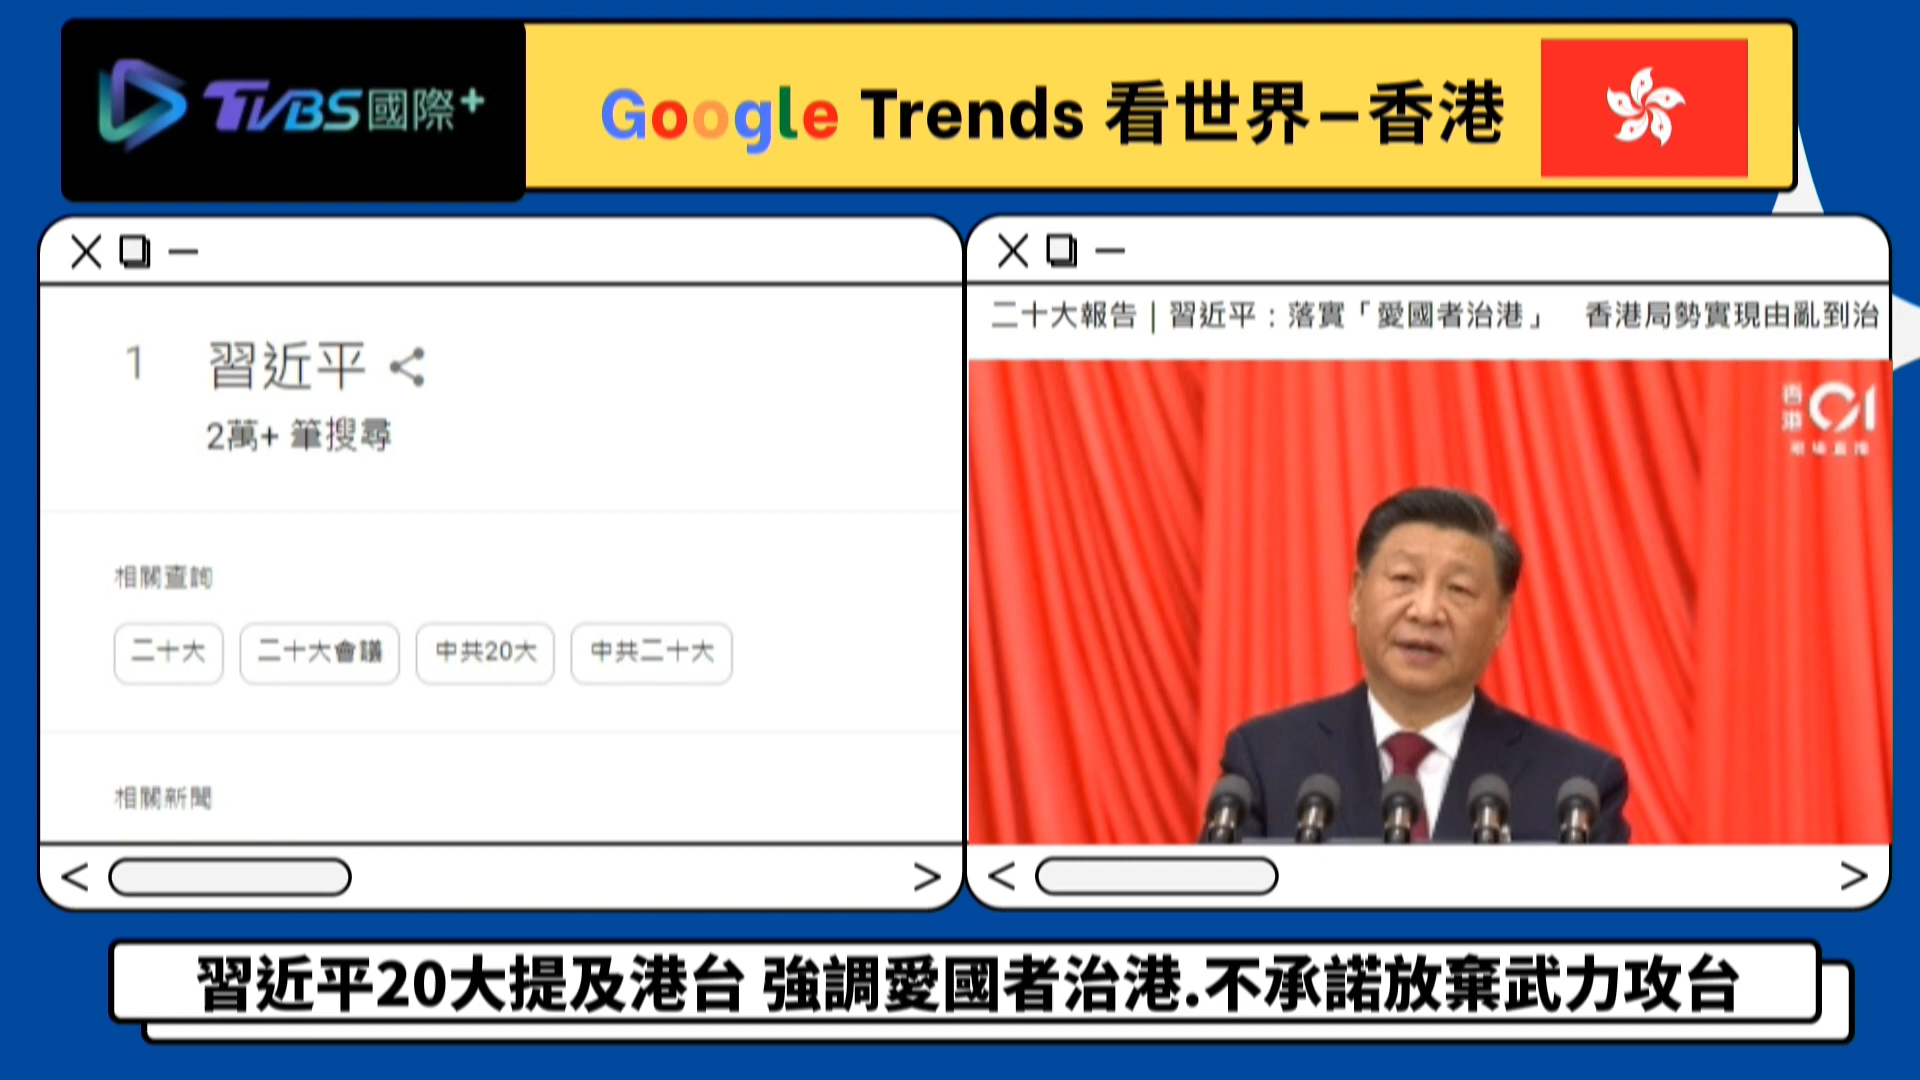 TVBS國際+
Google Trends 看世界–香港
1 習近平
2萬+ 筆搜尋
相關查詢
二十大 二十大會議 中共20大 中共二十大
相關新聞
二十大報告｜習近平：落實「愛國者治港」 香港局勢實現由亂到治
香港01
現場直播
習近平20大提及港台 強調愛國者治港.不承諾放棄武力攻台